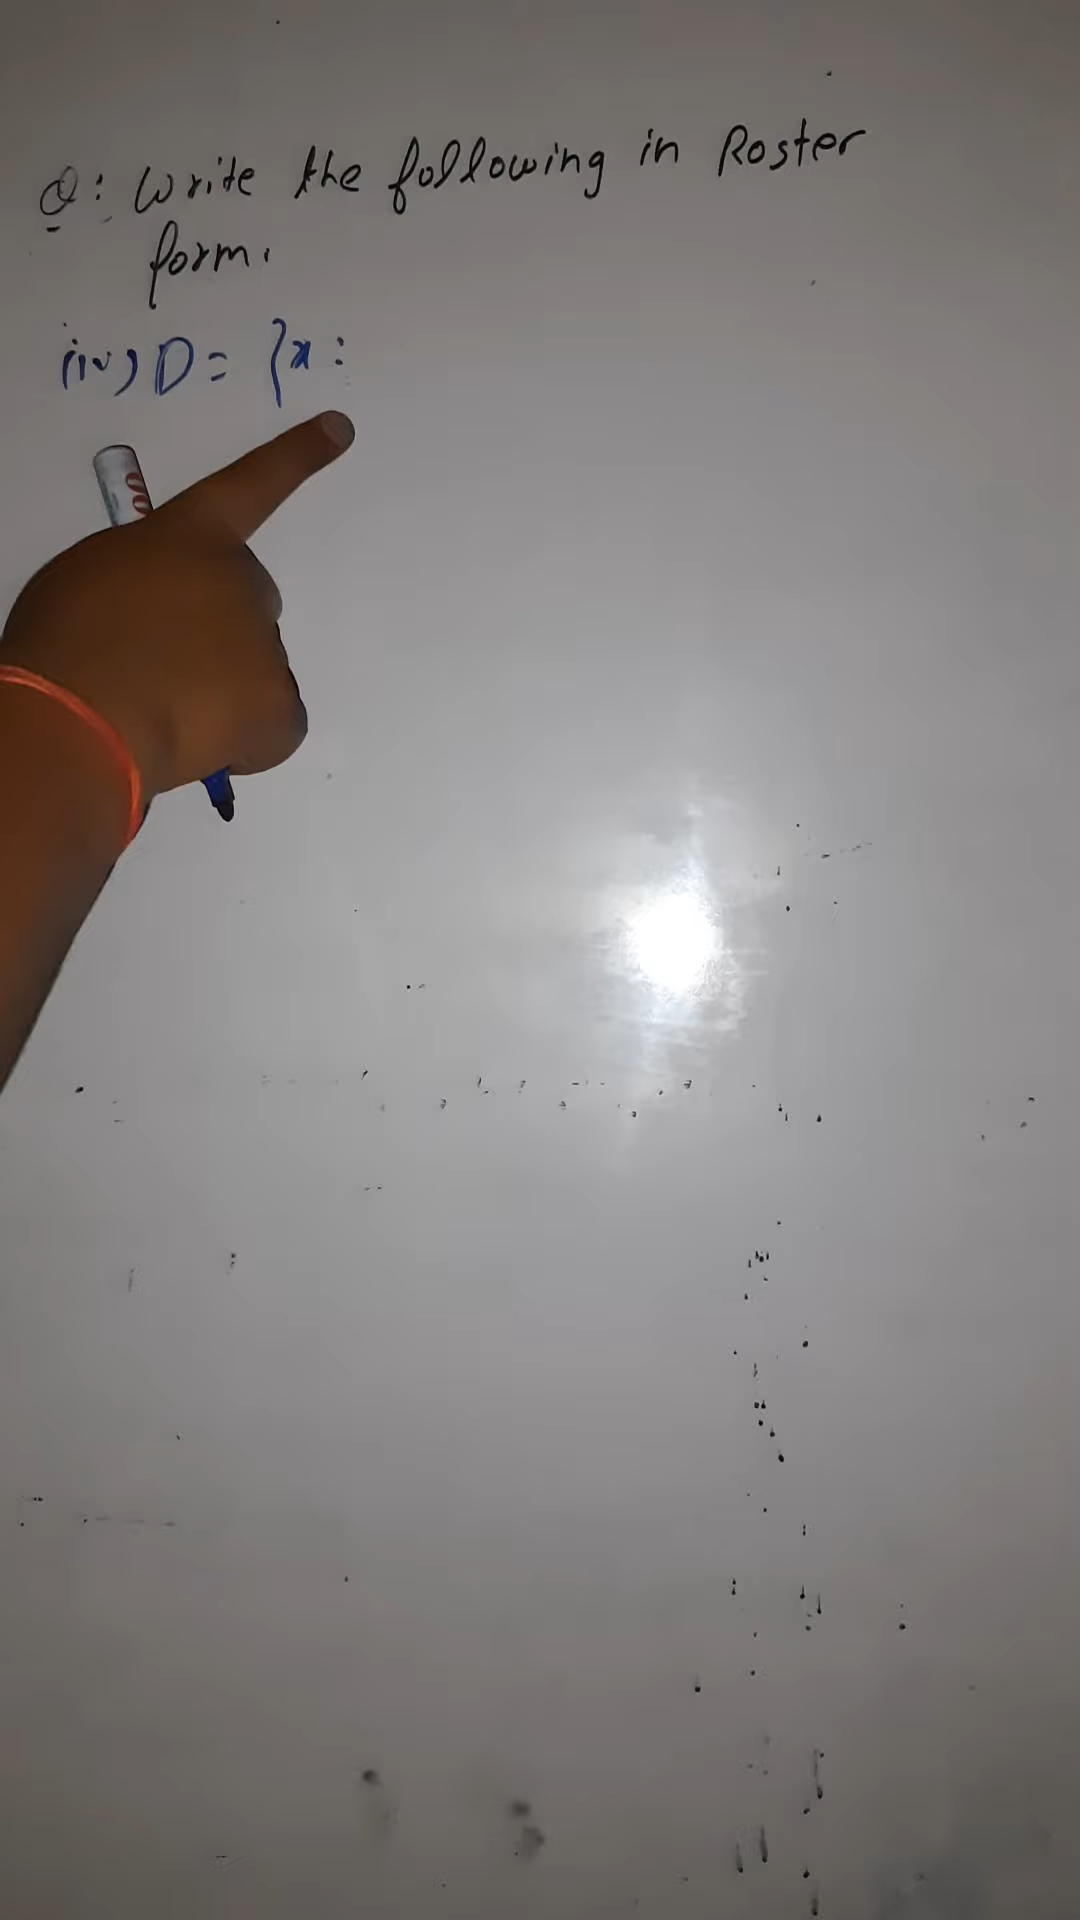 Q: Write the following in Roster
form.
(iv) D = {x :